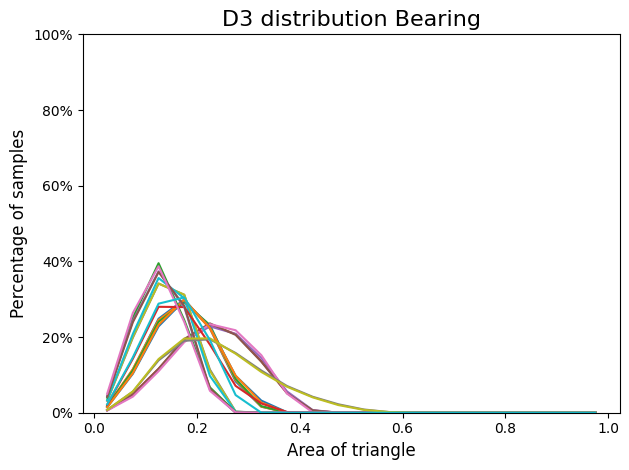 D3 distribution Bearing
100%
80%
60%
40%
20%
0%
Percentage of samples
0.0 0.2 0.4 0.6 0.8 1.0
Area of triangle